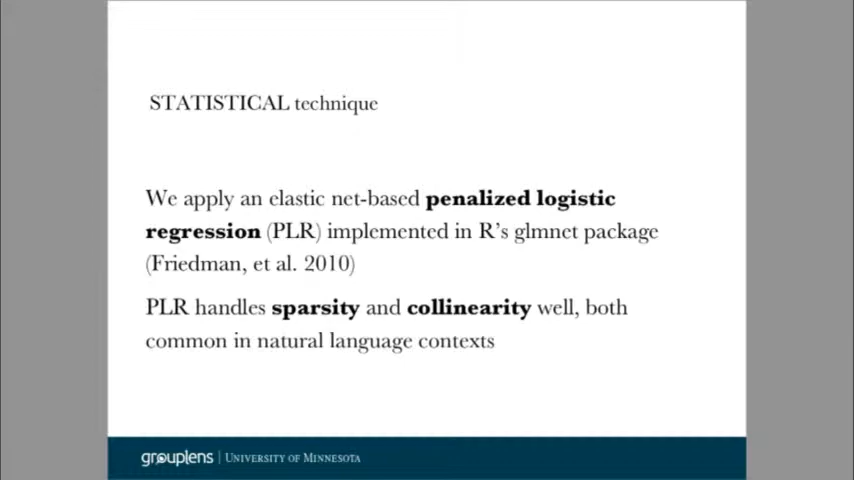 STATISTICAL technique
We apply an elastic net-based penalized logistic
regression (PLR) implemented in R's glmnet package
(Friedman, et al. 2010)
PLR handles sparsity and collinearity well, both
common in natural language contexts
grouplens | UNIVERSITY OF MINNESOTA